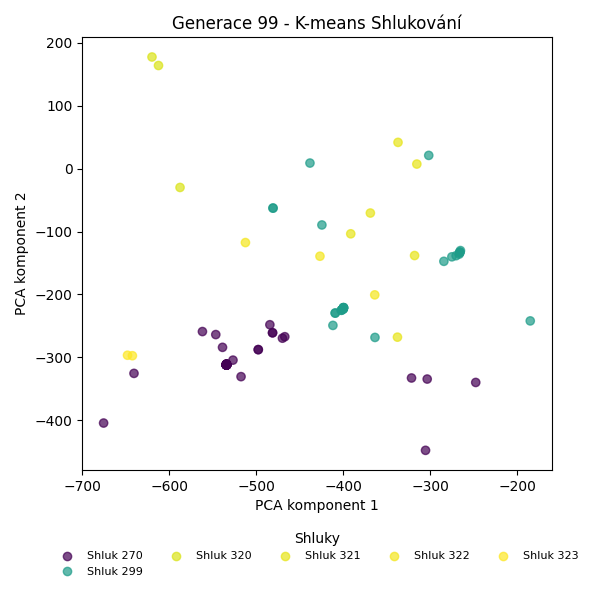 Generace 99 - K-means Shlukování
200
100
0
−100
−200
−300
−400
PCA komponent 2
−700 −600 −500 −400 −300 −200
PCA komponent 1
Shluky
Shluk 270 Shluk 320 Shluk 321 Shluk 322 Shluk 323
Shluk 299